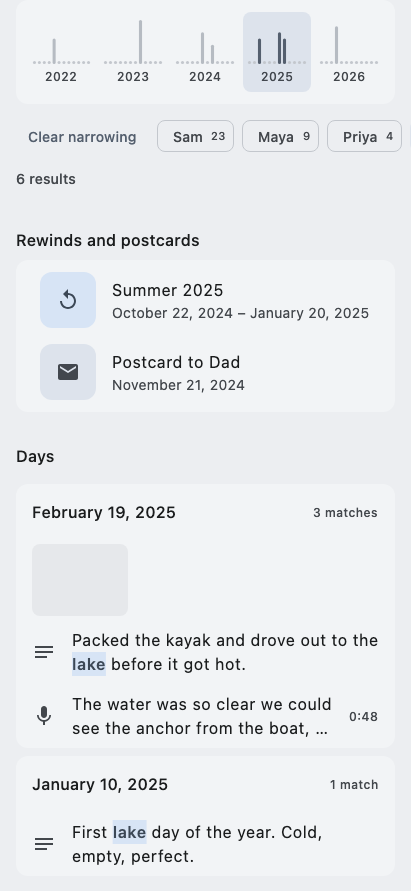 2022 2023 2024 2025 2026
Clear narrowing Sam 23 Maya 9 Priya 4
6 results
Rewinds and postcards
Summer 2025
October 22, 2024 – January 20, 2025
Postcard to Dad
November 21, 2024
Days
February 19, 2025 3 matches
Packed the kayak and drove out to the
lake before it got hot.
The water was so clear we could
see the anchor from the boat, ...
0:48
January 10, 2025 1 match
First lake day of the year. Cold,
empty, perfect.